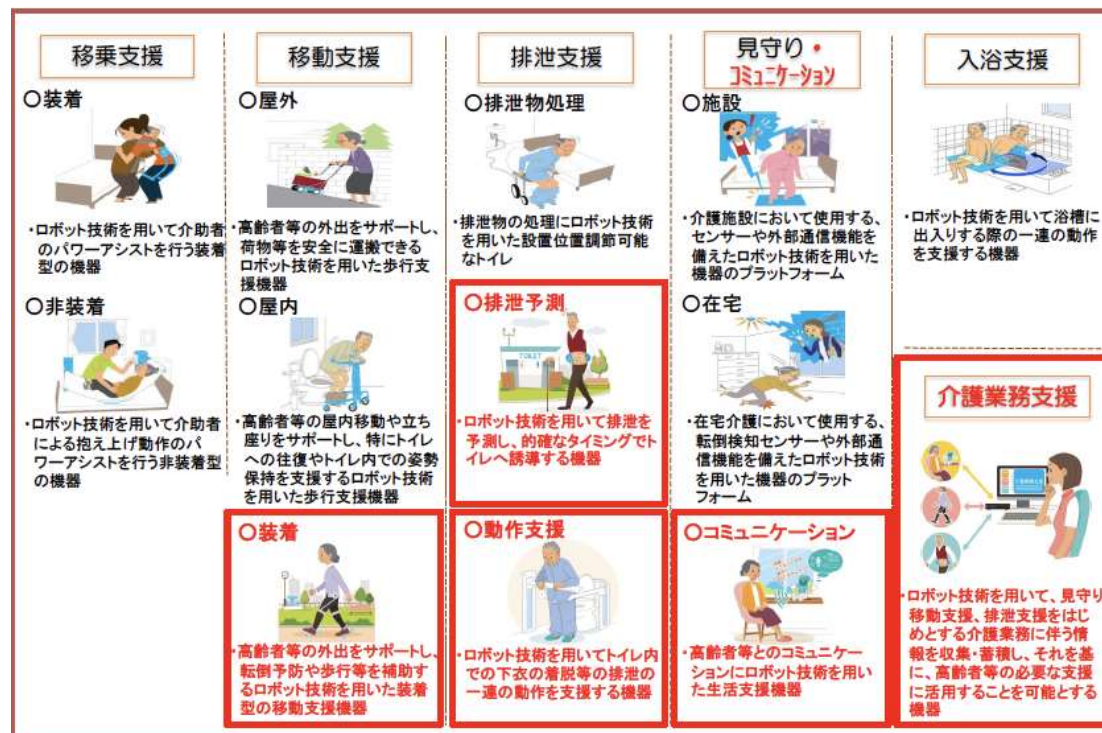 移乗支援
○装着
・ロボット技術を用いて介助者
のパワーアシストを行う装着
型の機器
○非装着
・ロボット技術を用いて介助者
による抱え上げ動作のパ
ワーアシストを行う非装着型
の機器
移動支援
○屋外
・高齢者等の外出をサポートし、
荷物等を安全に運搬できる
ロボット技術を用いた歩行支
援機器
○屋内
・高齢者等の屋内移動や立ち
座りをサポートし、特にトイレ
への往復やトイレ内での姿勢
保持を支援するロボット技術
を用いた歩行支援機器
○装着
・高齢者等の外出をサポートし、
転倒予防や歩行等を補助す
るロボット技術を用いた装着
型の移動支援機器
排泄支援
○排泄物処理
・排泄物の処理にロボット技術
を用いた設置位置調節可能
なトイレ
○排泄予測
TOILET
・ロボット技術を用いて排泄を
予測し、的確なタイミングでト
イレへ誘導する機器
○動作支援
・ロボット技術を用いてトイレ内
での下衣の着脱等の排泄の
一連の動作を支援する機器
見守り・
コミュニケーション
○施設
・介護施設において使用する、
センサーや外部通信機能を
備えたロボット技術を用いた
機器のプラットフォーム
○在宅
・在宅介護において使用する、
転倒検知センサーや外部通
信機能を備えたロボット技術
を用いた機器のプラット
フォーム
○コミュニケーション
・高齢者等とのコミュニケー
ションにロボット技術を用い
た生活支援機器
入浴支援
・ロボット技術を用いて浴槽に
出入りする際の一連の動作
を支援する機器
介護業務支援
・ロボット技術を用いて、見守り
移動支援、排泄支援をはじ
めとする介護業務に伴う情
報を収集・蓄積し、それを基
に、高齢者等の必要な支援
に活用することを可能とする
機器